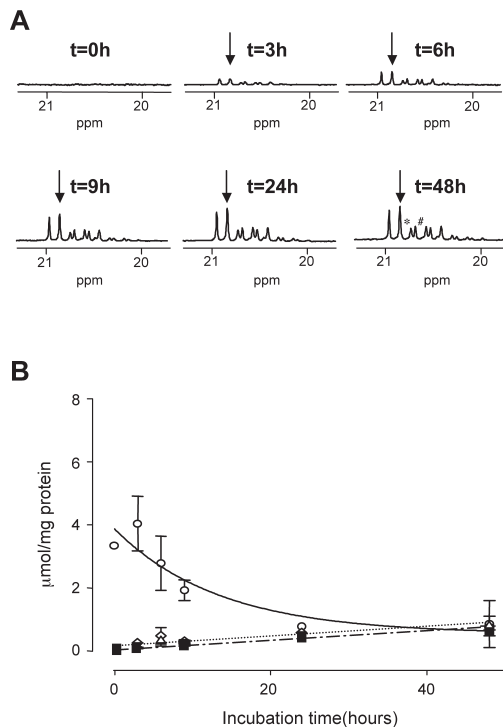 A
t=0h t=3h t=6h
21 20 21 20 21 20
ppm ppm ppm
t=9h t=24h t=48h
* #
21 20 21 20 21 20
ppm ppm ppm
B
8
6
4
2
0
μmol/mg protein
0 20 40
Incubation time(hours)